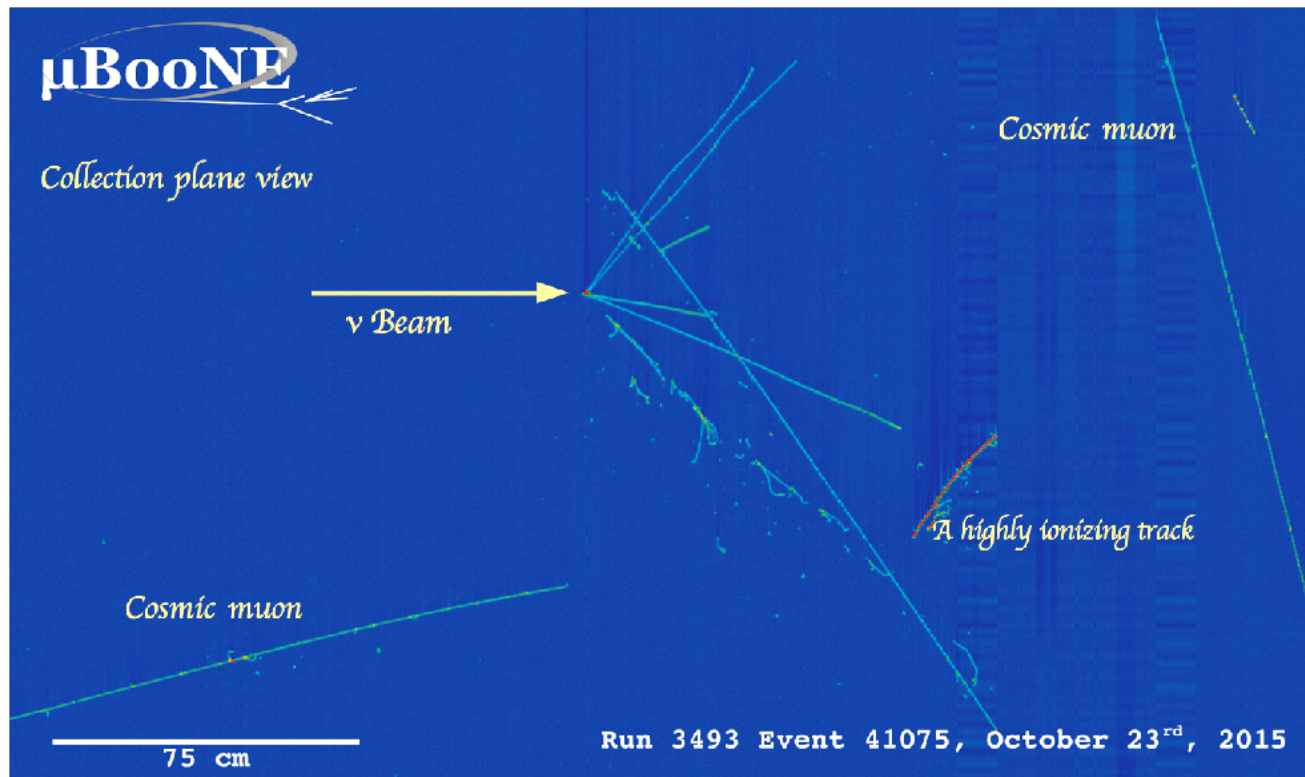 µBooNE
Collection plane view
Cosmic muon
ν Beam
A highly ionizing track
Cosmic muon
75 cm
Run 3493 Event 41075, October 23rd, 2015